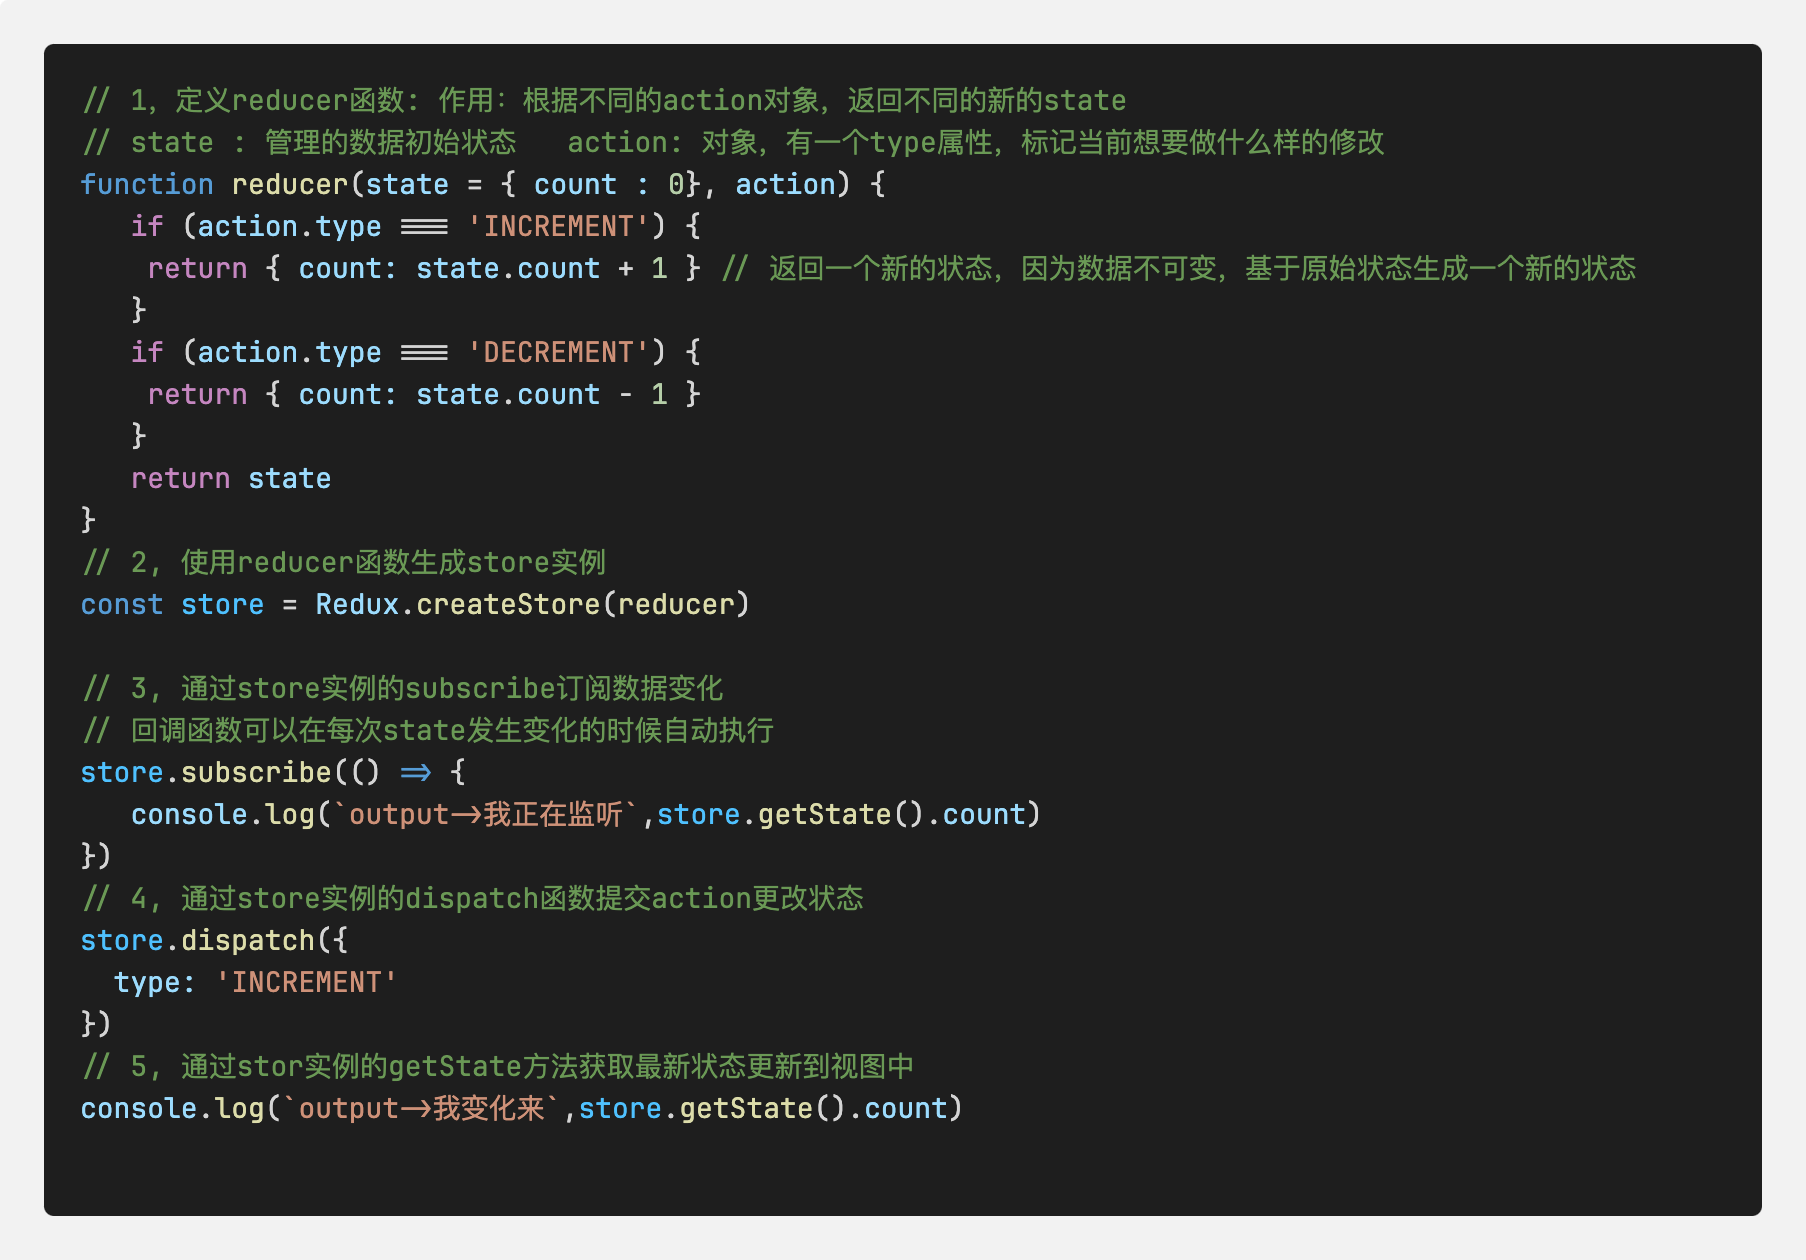 // 1，定义reducer函数: 作用：根据不同的action对象，返回不同的新的state
// state : 管理的数据初始状态   action: 对象，有一个type属性，标记当前想要做什么样的修改
function reducer(state = { count : 0}, action) {
   if (action.type === 'INCREMENT') {
    return { count: state.count + 1 } // 返回一个新的状态，因为数据不可变，基于原始状态生成一个新的状态
   }
   if (action.type === 'DECREMENT') {
    return { count: state.count - 1 }
   }
   return state
}
// 2, 使用reducer函数生成store实例
const store = Redux.createStore(reducer)
// 3, 通过store实例的subscribe订阅数据变化
// 回调函数可以在每次state发生变化的时候自动执行
store.subscribe(() => {
   console.log(`output->我正在监听`,store.getState().count)
})
// 4, 通过store实例的dispatch函数提交action更改状态
store.dispatch({
  type: 'INCREMENT'
})
// 5, 通过stor实例的getState方法获取最新状态更新到视图中
console.log(`output->我变化来`,store.getState().count)